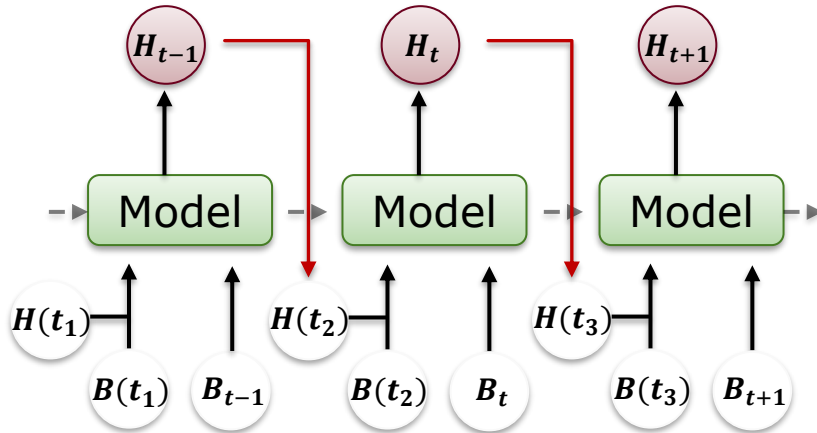 H_{t−1} H_t H_{t+1}
Model Model Model
H(t_1) H(t_2) H(t_3)
B(t_1) B_{t−1} B(t_2) B_t B(t_3) B_{t+1}